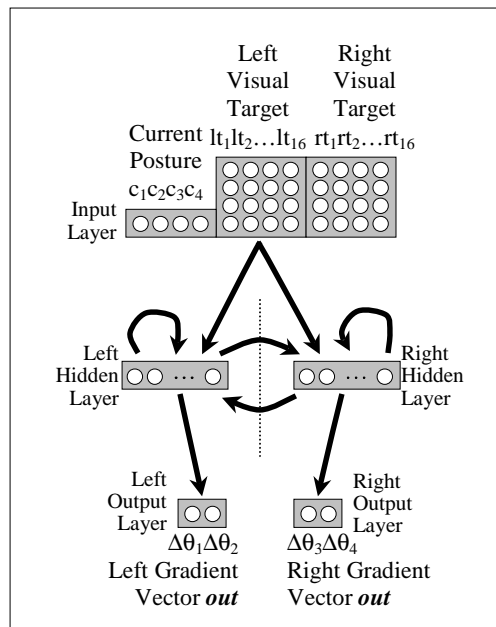 Left
Visual
Target
Right
Visual
Target
Current
Posture
lt₁lt₂…lt₁₆
rt₁rt₂…rt₁₆
c₁c₂c₃c₄
Input
Layer
Left
Hidden
Layer
…
…
Right
Hidden
Layer
Left
Output
Layer
Right
Output
Layer
Δθ₁Δθ₂
Δθ₃Δθ₄
Left Gradient
Vector out
Right Gradient
Vector out